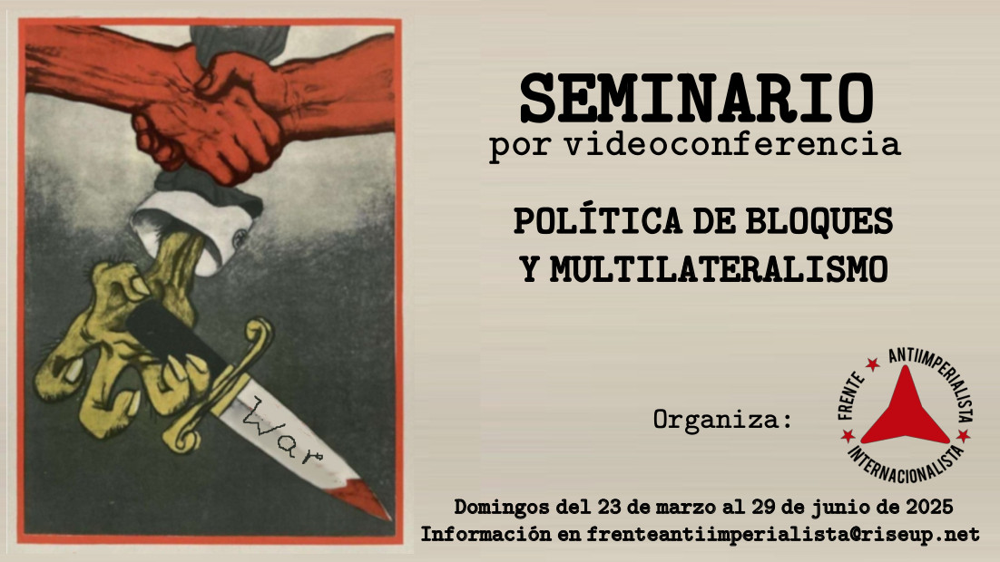 SEMINARIO
por videoconferencia
POLÍTICA DE BLOQUES
Y MULTILATERALISMO
War
Organiza:
FRENTE ANTIIMPERIALISTA
INTERNACIONALISTA
Domingos del 23 de marzo al 29 de junio de 2025
Información en frenteantiimperialista@riseup.net